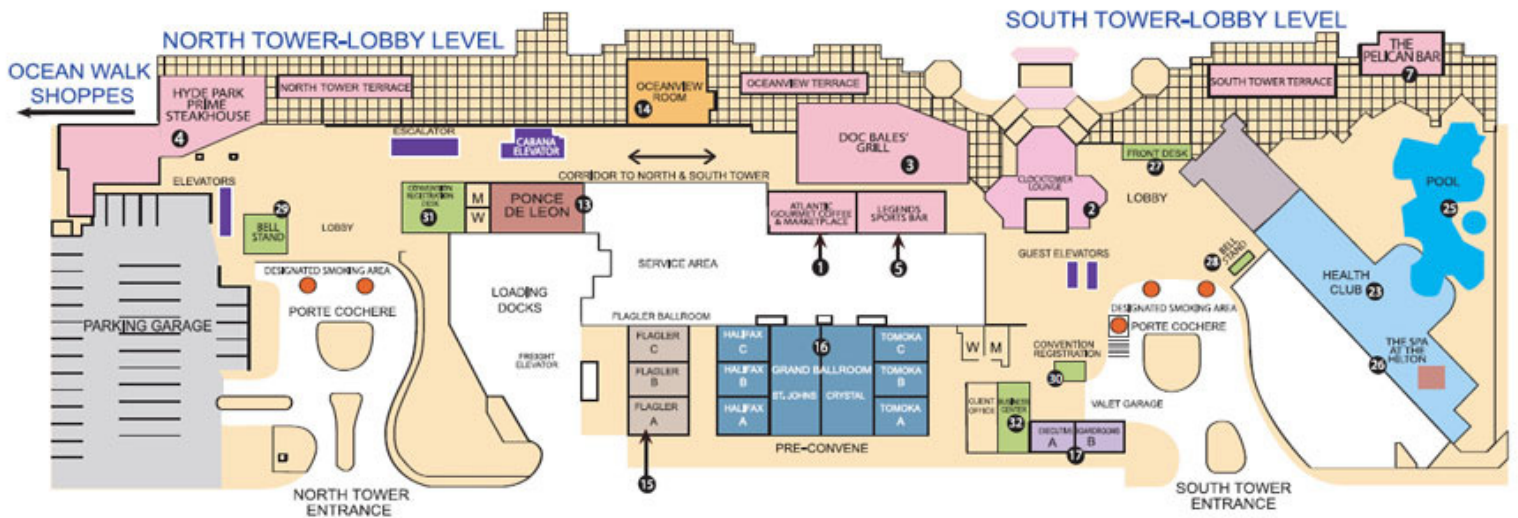 NORTH TOWER-LOBBY LEVEL
SOUTH TOWER-LOBBY LEVEL
OCEAN WALK
SHOPPES
HYDE PARK
PRIME
STEAKHOUSE
4
NORTH TOWER TERRACE
OCEANVIEW
ROOM
14
OCEANVIEW TERRACE
SOUTH TOWER TERRACE
THE
PELICAN BAR
7
ESCALATOR
CABANA
ELEVATOR
DOC BALES'
GRILL
3
FRONT DESK
27
CORRIDOR TO NORTH & SOUTH TOWER
ELEVATORS
29
BELL
STAND
LOBBY
CONVENTION
REGISTRATION
DESK
31
M
W
PONCE
DE LEON
13
ATLANTIC
GOURMET COFFEE
& MARKETPLACE
1
LEGENDS
SPORTS BAR
5
CLOCKTOWER
LOUNGE
2
LOBBY
POOL
25
GUEST ELEVATORS
BELL
STAND
28
HEALTH
CLUB
23
SERVICE AREA
DESIGNATED SMOKING AREA
PORTE COCHERE
PARKING GARAGE
LOADING
DOCKS
FREIGHT
ELEVATOR
DESIGNATED SMOKING AREA
PORTE COCHERE
THE SPA
AT THE
HILTON
26
FLAGLER BALLROOM
FLAGLER
C
FLAGLER
B
FLAGLER
A
15
HALIFAX
C
HALIFAX
B
HALIFAX
A
16
GRAND BALLROOM
ST. JOHNS
CRYSTAL
TOMOKA
C
TOMOKA
B
TOMOKA
A
PRE-CONVENE
W
M
CONVENTION
REGISTRATION
30
CLIENT
OFFICE
BUSINESS
CENTER
32
VALET GARAGE
EXECUTIVE BOARDROOMS
A
B
17
NORTH TOWER
ENTRANCE
SOUTH TOWER
ENTRANCE